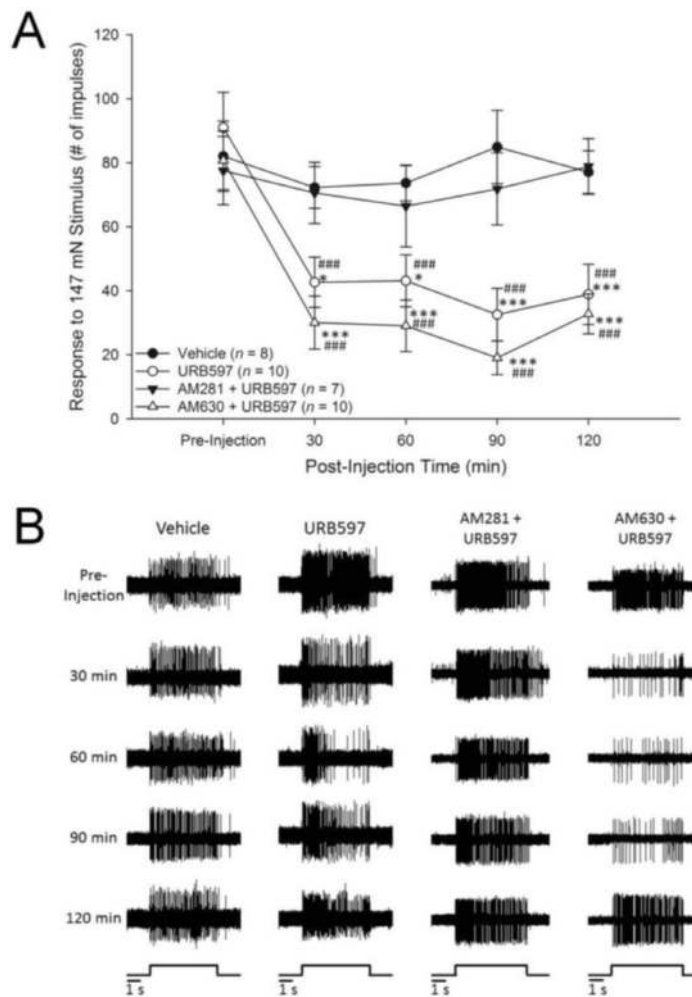 A
Response to 147 mN Stimulus (# of impulses)
120
100
80
60
40
20
0
###
*
###
*
###
***
###
***
***
###
***
###
***
###
***
###
Vehicle (n = 8)
URB597 (n = 10)
AM281 + URB597 (n = 7)
AM630 + URB597 (n = 10)
Pre-Injection 30 60 90 120
Post-Injection Time (min)
B
Vehicle URB597 AM281 + URB597 AM630 + URB597
Pre-
Injection
30 min
60 min
90 min
120 min
1 s 1 s 1 s 1 s